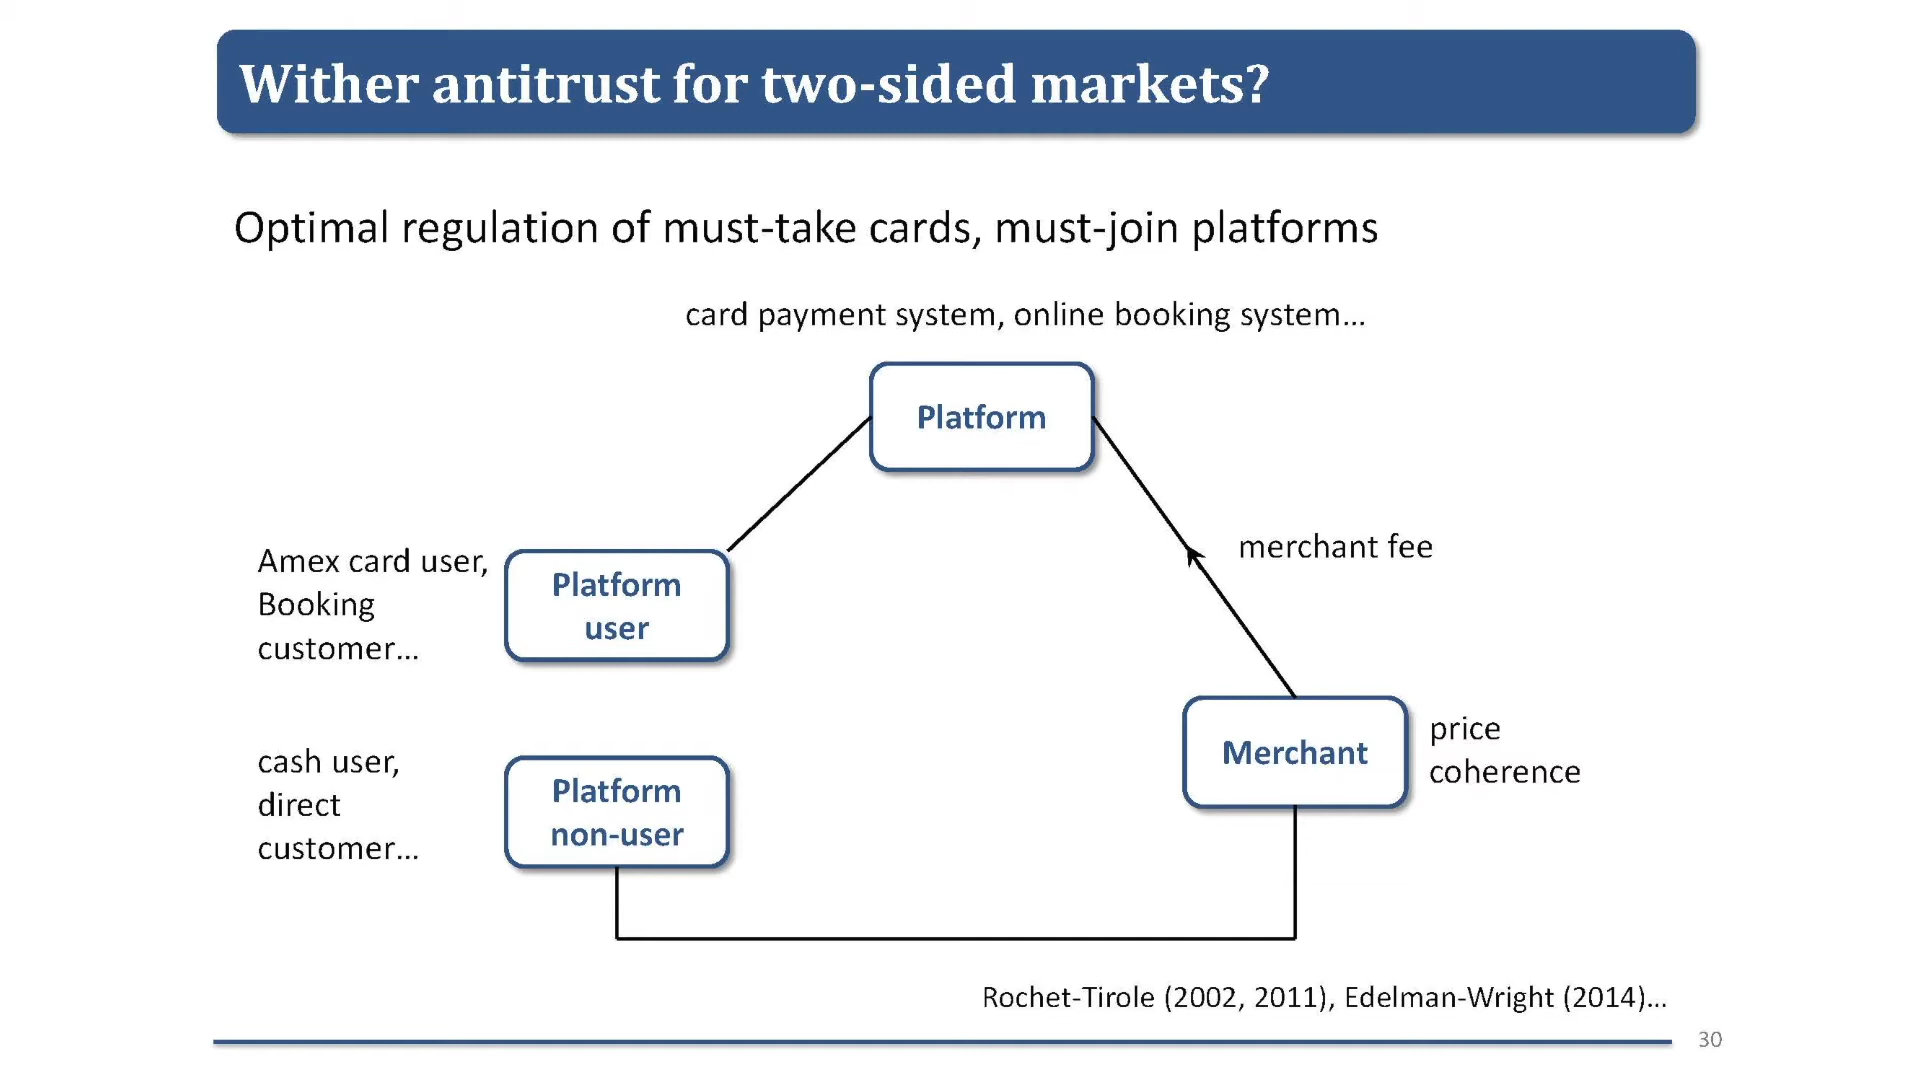 Wither antitrust for two-sided markets?
Optimal regulation of must-take cards, must-join platforms
card payment system, online booking system...
Platform
merchant fee
Amex card user,
Booking
customer...
Platform
user
price
coherence
Merchant
cash user,
direct
customer...
Platform
non-user
Rochet-Tirole (2002, 2011), Edelman-Wright (2014)...
30